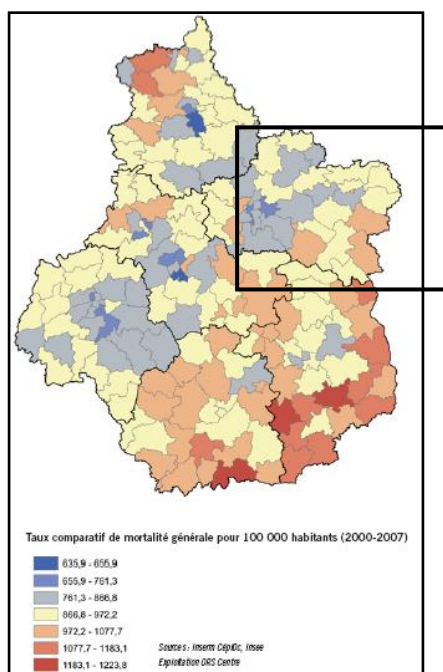 Taux comparatif de mortalité générale pour 100 000 habitants (2000-2007)
635,9 - 655,9
655,9 - 761,3
761,3 - 866,8
866,8 - 972,2
972,2 - 1077,7
1077,7 - 1183,1
1183,1 - 1223,8
Sources : Inserm CépiDc, Insee
Exploitation ORS Centre